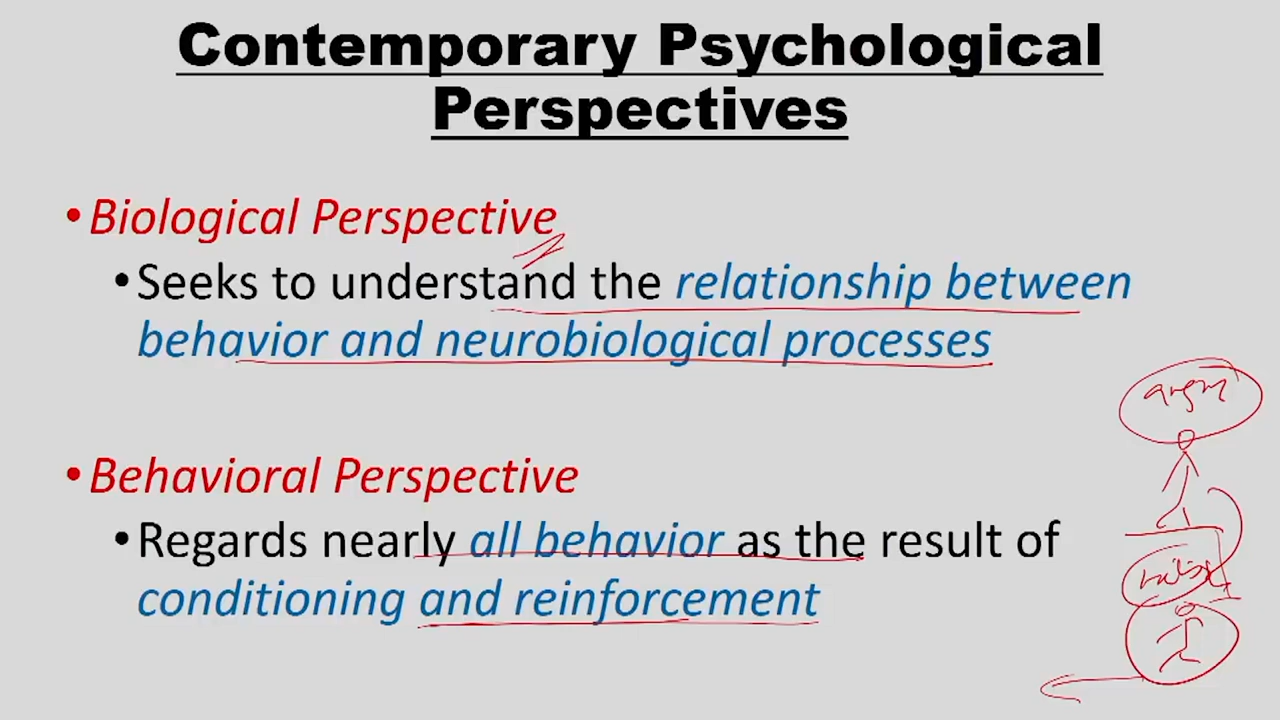 Contemporary Psychological
Perspectives
•Biological Perspective
•Seeks to understand the relationship between
behavior and neurobiological processes
•Behavioral Perspective
•Regards nearly all behavior as the result of
conditioning and reinforcement